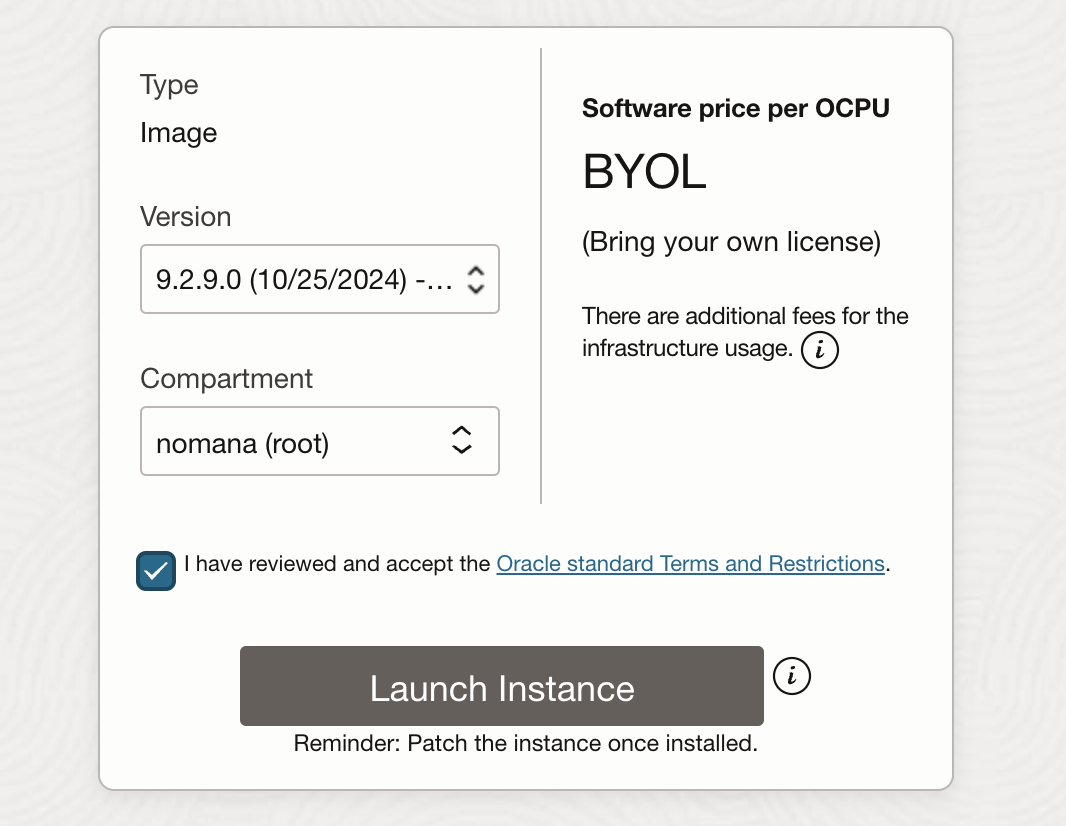 Type
Image
Version
9.2.9.0 (10/25/2024) -...
Compartment
nomana (root)
Software price per OCPU
BYOL
(Bring your own license)
There are additional fees for the
infrastructure usage. i
I have reviewed and accept the Oracle standard Terms and Restrictions.
Launch Instance i
Reminder: Patch the instance once installed.